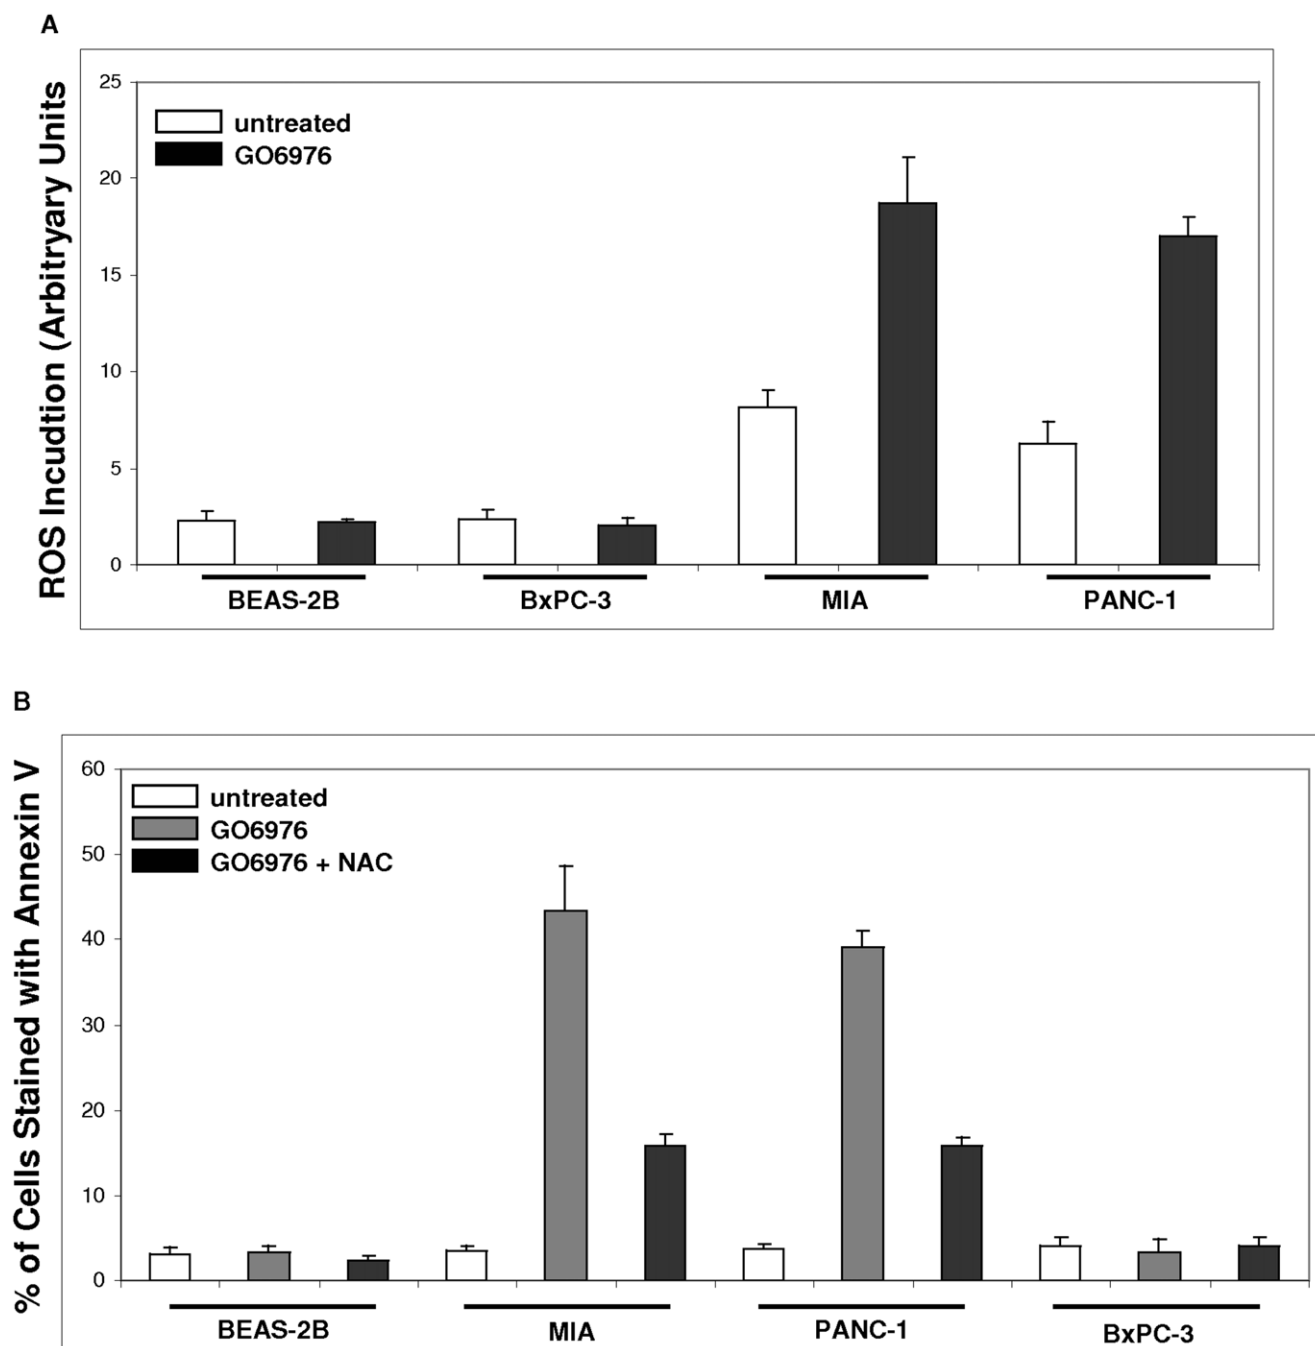 A
ROS Incudtion (Arbitryary Units
25
20
15
10
5
0
untreated
GO6976
BEAS-2B BxPC-3 MIA PANC-1
B
% of Cells Stained with Annexin V
60
50
40
30
20
10
0
untreated
GO6976
GO6976 + NAC
BEAS-2B MIA PANC-1 BxPC-3